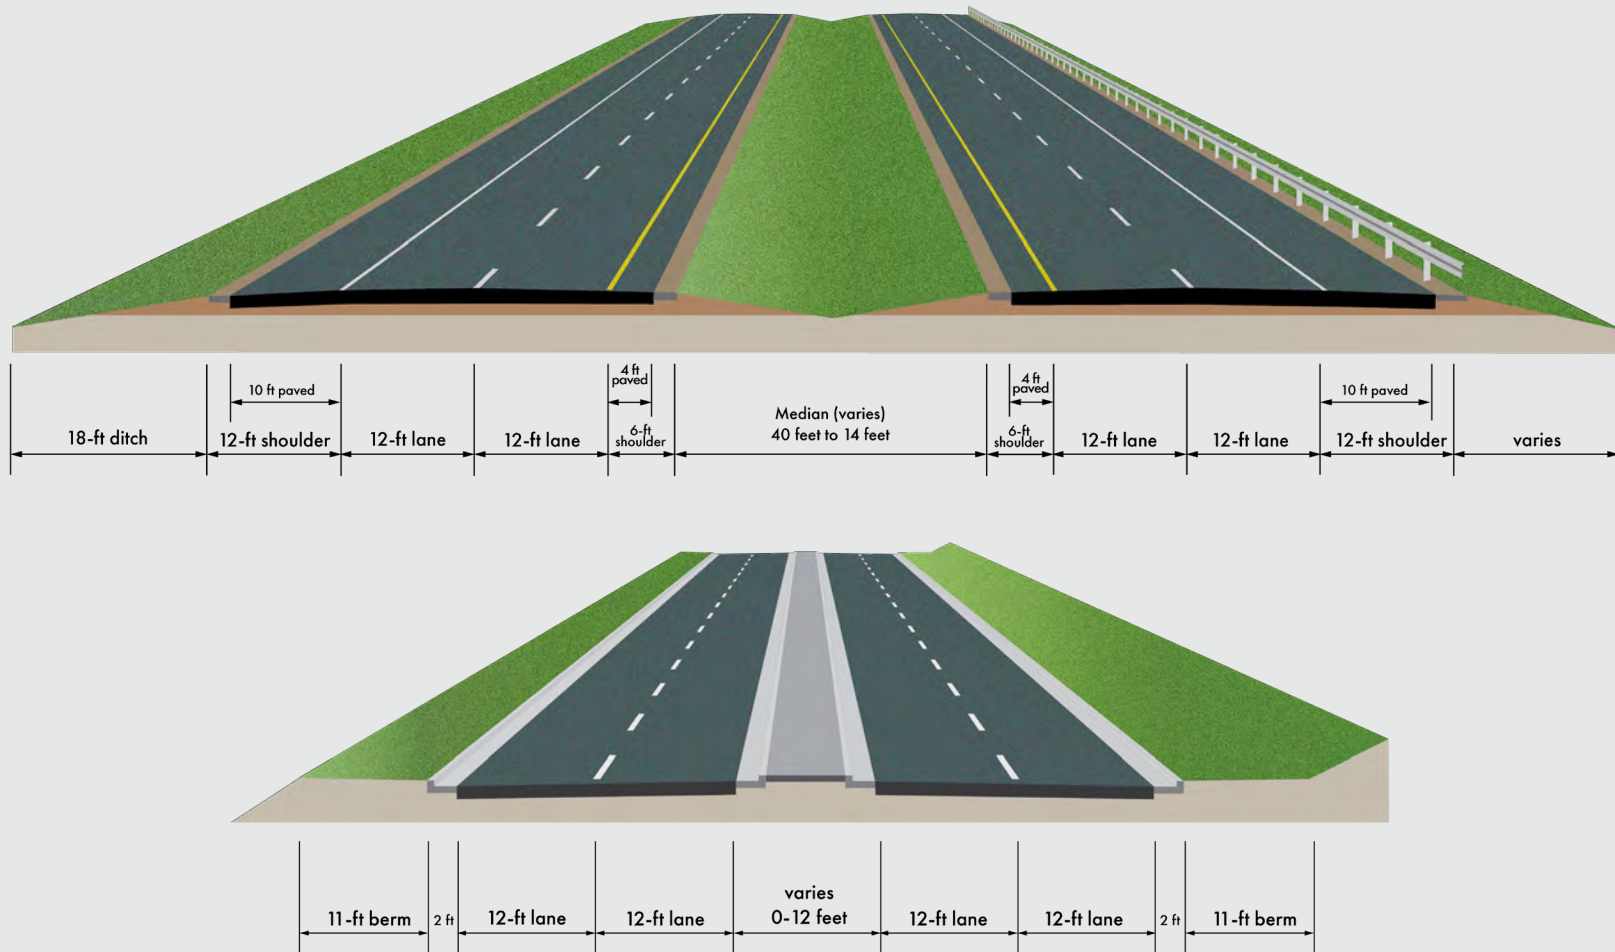 10 ft paved
4 ft
paved
Median (varies)
40 feet to 14 feet
4 ft
paved
10 ft paved
18-ft ditch
12-ft shoulder
12-ft lane
12-ft lane
6-ft
shoulder
6-ft
shoulder
12-ft lane
12-ft lane
12-ft shoulder
varies
11-ft berm
2 ft
12-ft lane
12-ft lane
varies
0-12 feet
12-ft lane
12-ft lane
2 ft
11-ft berm